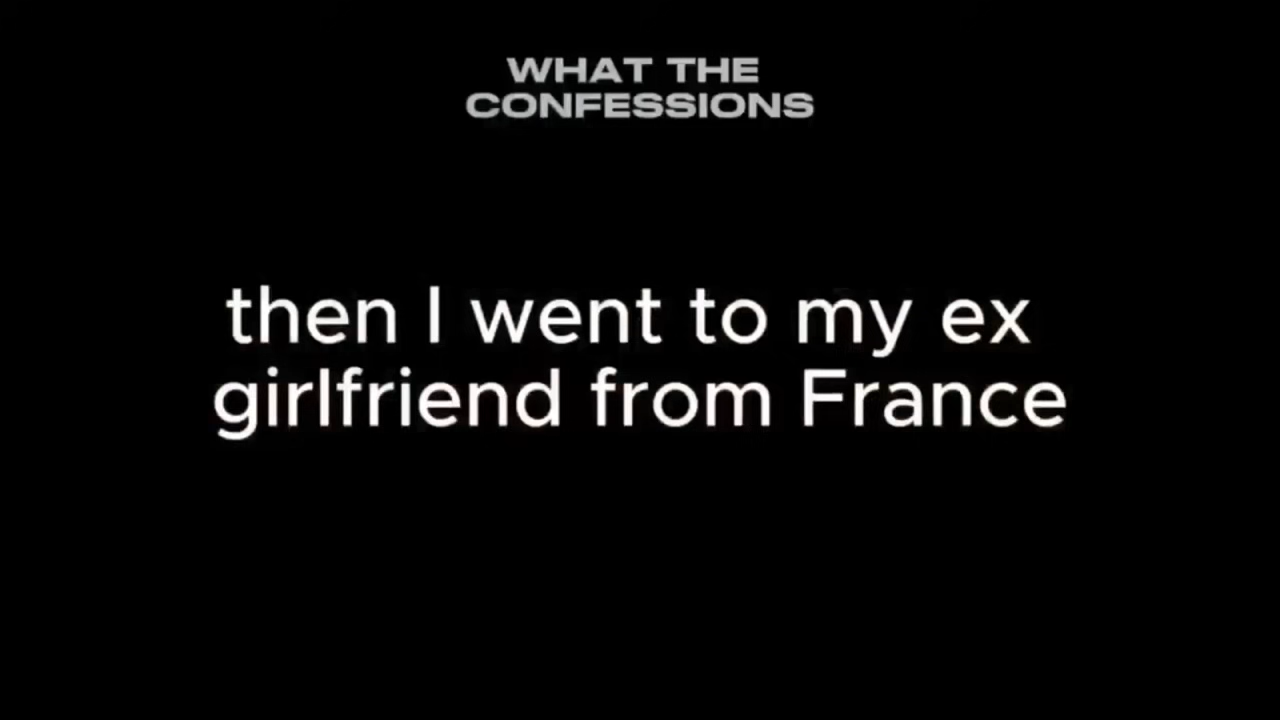 WHAT THE
CONFESSIONS
then I went to my ex
girlfriend from France